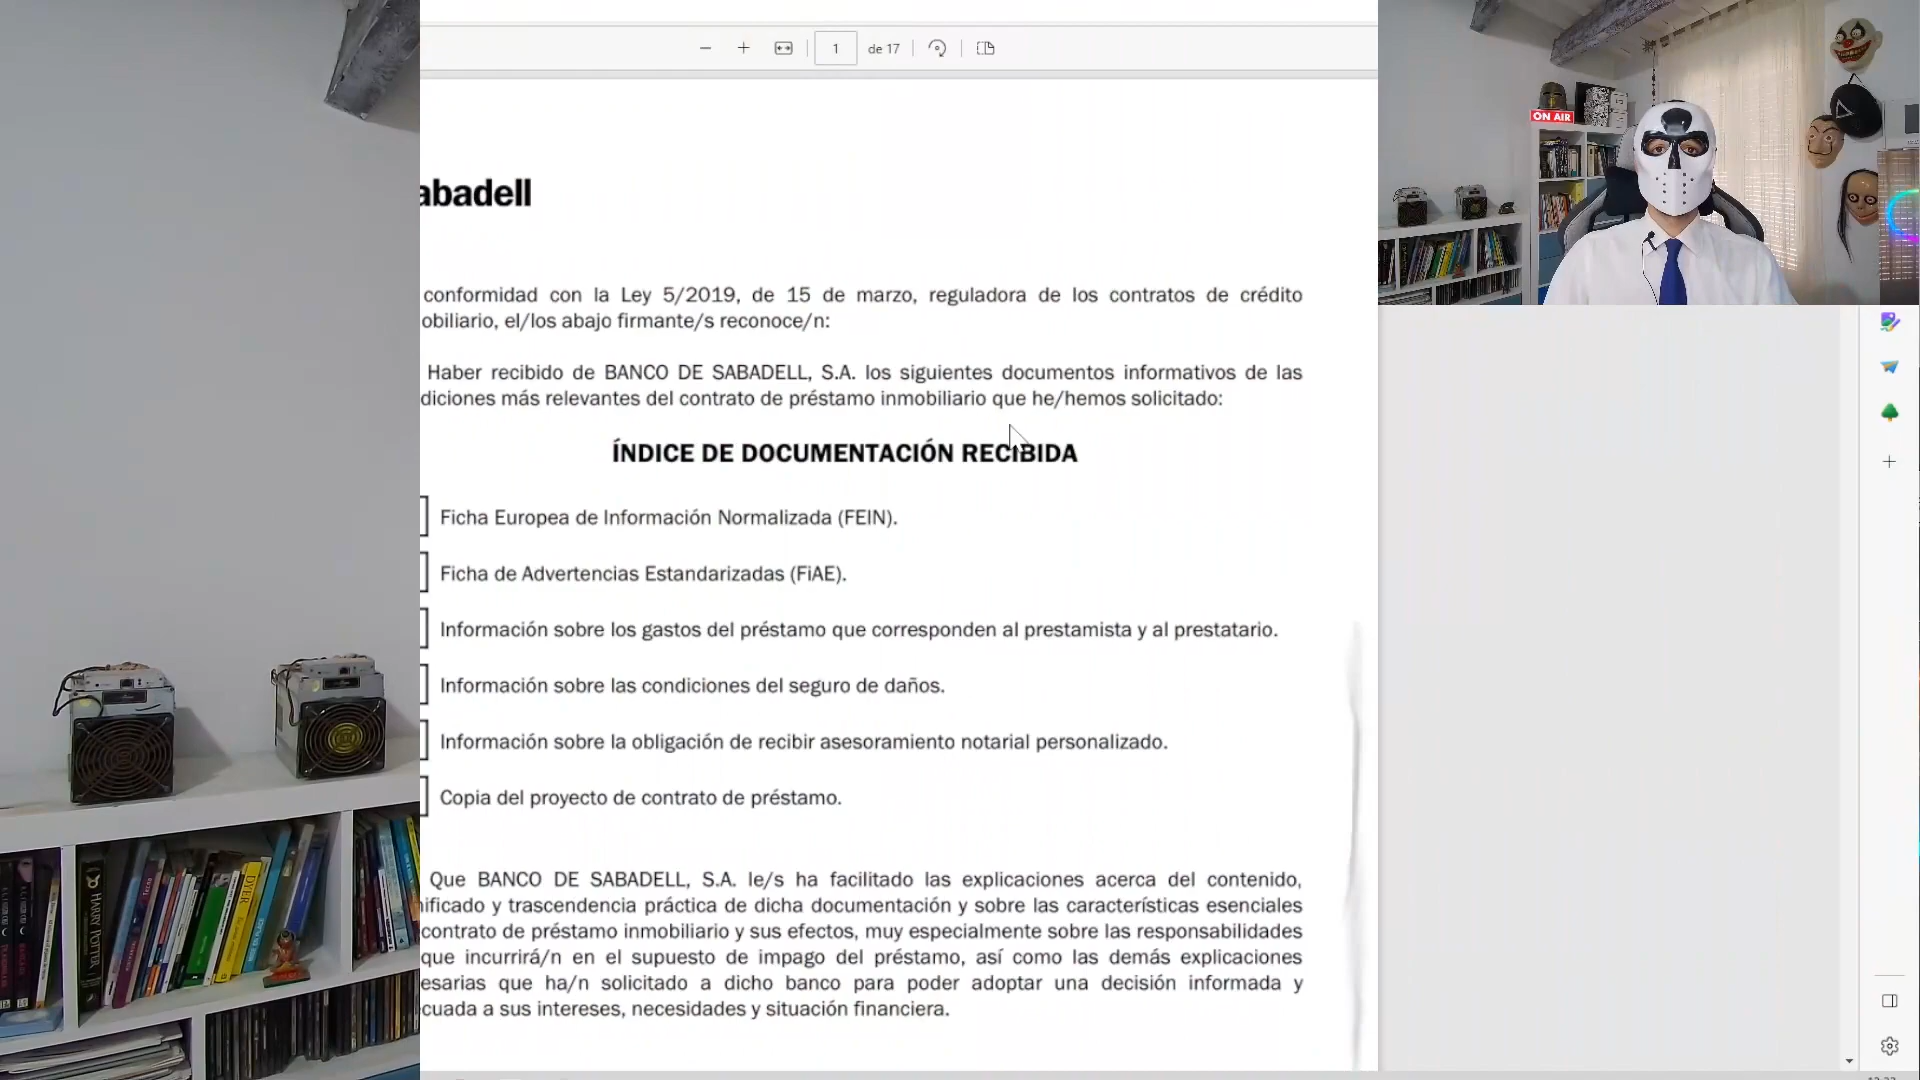 1 de 17
abadell
conformidad con la Ley 5/2019, de 15 de marzo, reguladora de los contratos de crédito
obiliario, el/los abajo firmante/s reconoce/n:
Haber recibido de BANCO DE SABADELL, S.A. los siguientes documentos informativos de las
diciones más relevantes del contrato de préstamo inmobiliario que he/hemos solicitado:
ÍNDICE DE DOCUMENTACIÓN RECIBIDA
Ficha Europea de Información Normalizada (FEIN).
Ficha de Advertencias Estandarizadas (FiAE).
Información sobre los gastos del préstamo que corresponden al prestamista y al prestatario.
Información sobre las condiciones del seguro de daños.
Información sobre la obligación de recibir asesoramiento notarial personalizado.
Copia del proyecto de contrato de préstamo.
Que BANCO DE SABADELL, S.A. le/s ha facilitado las explicaciones acerca del contenido,
nificado y trascendencia práctica de dicha documentación y sobre las características esenciales
contrato de préstamo inmobiliario y sus efectos, muy especialmente sobre las responsabilidades
que incurrirá/n en el supuesto de impago del préstamo, así como las demás explicaciones
esarias que ha/n solicitado a dicho banco para poder adoptar una decisión informada y
cuada a sus intereses, necesidades y situación financiera.
ON AIR
HARRY POTTER
DYER